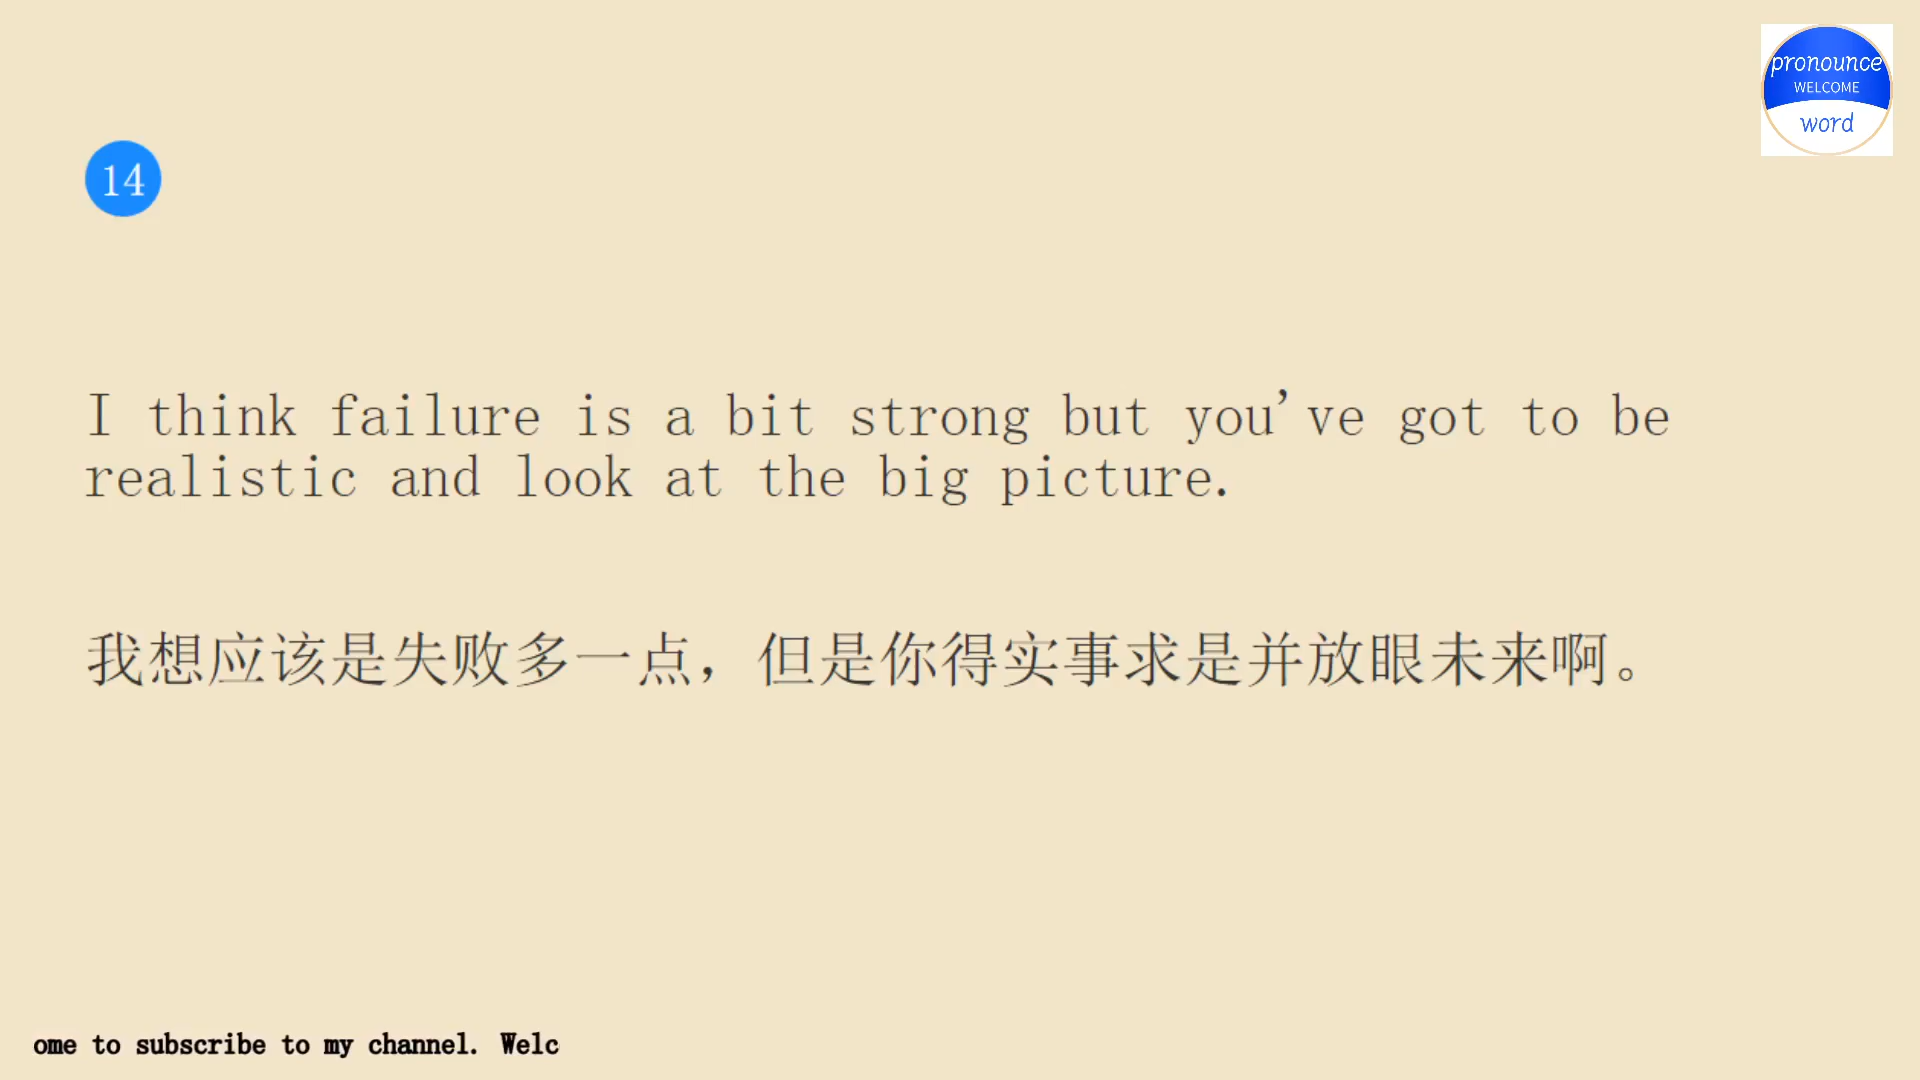 pronounce
WELCOME
word
14
I think failure is a bit strong but you've got to be
realistic and look at the big picture.
我想应该是失败多一点，但是你得实事求是并放眼未来啊。
ome to subscribe to my channel. Welc